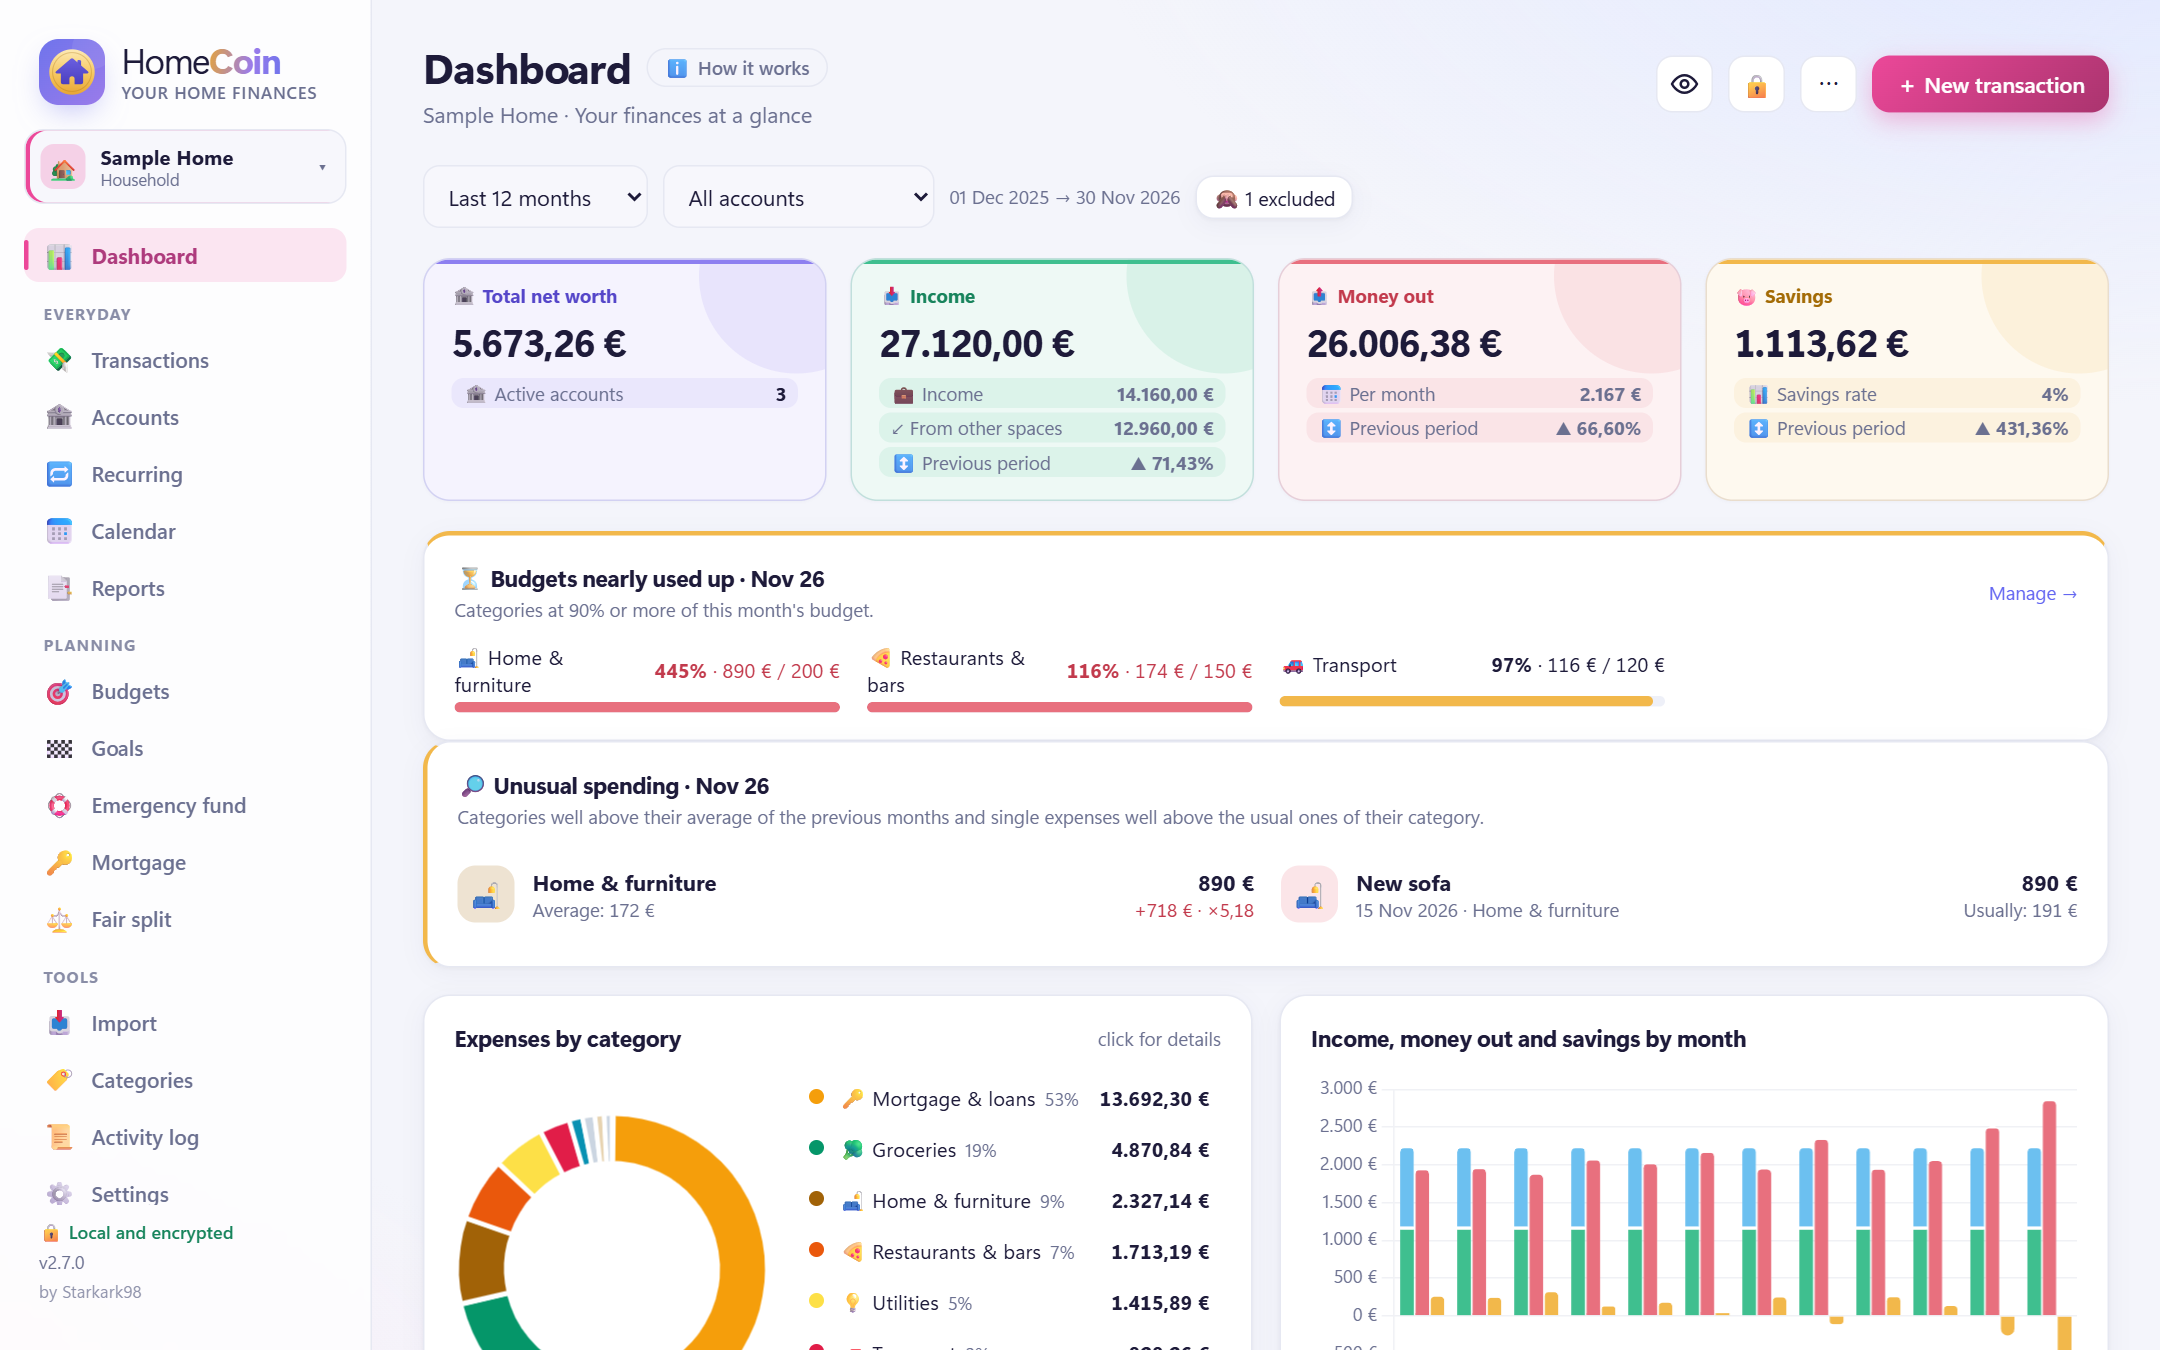 HomeCoin
YOUR HOME FINANCES
Sample Home
Household
Dashboard
EVERYDAY
Transactions
Accounts
Recurring
Calendar
Reports
PLANNING
Budgets
Goals
Emergency fund
Mortgage
Fair split
TOOLS
Import
Categories
Activity log
Settings
Local and encrypted
v2.7.0
by Starkark98
Dashboard
How it works
Sample Home · Your finances at a glance
+ New transaction
Last 12 months
All accounts
01 Dec 2025 → 30 Nov 2026
1 excluded
Total net worth
5.673,26 €
Active accounts 3
Income
27.120,00 €
Income 14.160,00 €
↙ From other spaces 12.960,00 €
Previous period ▲ 71,43%
Money out
26.006,38 €
Per month 2.167 €
Previous period ▲ 66,60%
Savings
1.113,62 €
Savings rate 4%
Previous period ▲ 431,36%
Budgets nearly used up · Nov 26
Categories at 90% or more of this month's budget.
Manage →
Home &
furniture
445% · 890 € / 200 €
Restaurants &
bars
116% · 174 € / 150 €
Transport
97% · 116 € / 120 €
Unusual spending · Nov 26
Categories well above their average of the previous months and single expenses well above the usual ones of their category.
Home & furniture 890 €
Average: 172 € +718 € · ×5,18
New sofa 890 €
15 Nov 2026 · Home & furniture Usually: 191 €
Expenses by category
click for details
Mortgage & loans 53% 13.692,30 €
Groceries 19% 4.870,84 €
Home & furniture 9% 2.327,14 €
Restaurants & bars 7% 1.713,19 €
Utilities 5% 1.415,89 €
Income, money out and savings by month
3.000 €
2.500 €
2.000 €
1.500 €
1.000 €
500 €
0 €